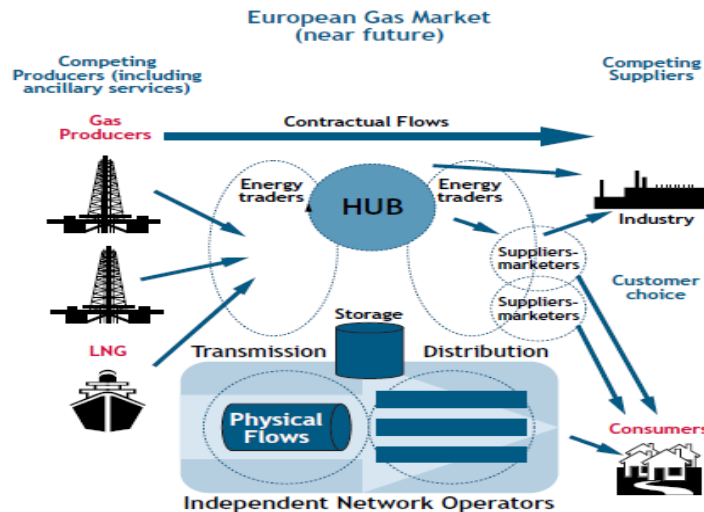 European Gas Market
(near future)
Competing
Producers (including
ancillary services)
Competing
Suppliers
Gas
Producers
Contractual Flows
Energy
traders
HUB
Energy
traders
Industry
Suppliers-
marketers
Customer
choice
Suppliers-
marketers
Storage
LNG
Transmission
Distribution
Physical
Flows
Consumers
Independent Network Operators